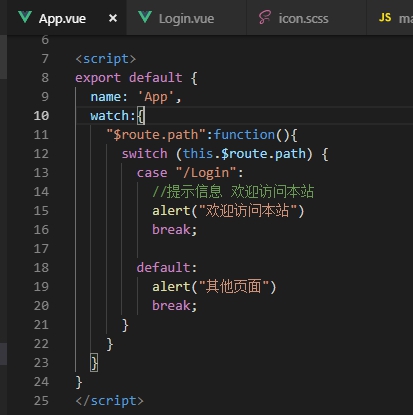 App.vue × Login.vue icon.scss JS ma
6
7 <script>
8 export default {
9 name: 'App',
10 watch:{
11 "$route.path":function(){
12 switch (this.$route.path) {
13 case "/Login":
14 //提示信息 欢迎访问本站
15 alert("欢迎访问本站")
16 break;
17
18 default:
19 alert("其他页面")
20 break;
21 }
22 }
23 }
24 }
25 </script>